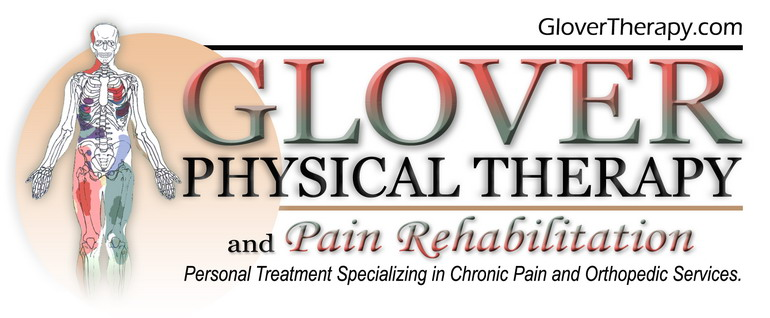 GloverTherapy.com
GLOVER
PHYSICAL THERAPY
and Pain Rehabilitation
Personal Treatment Specializing in Chronic Pain and Orthopedic Services.